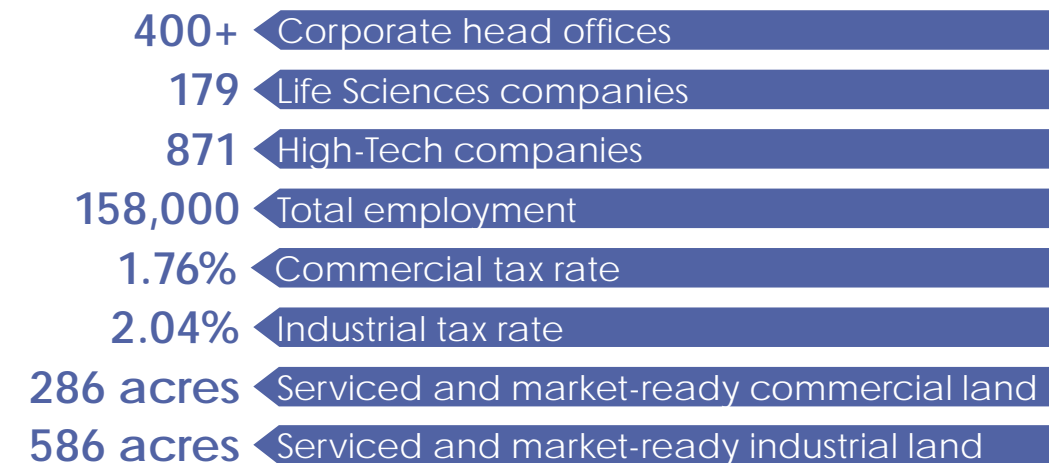 400+ Corporate head offices
179 Life Sciences companies
871 High-Tech companies
158,000 Total employment
1.76% Commercial tax rate
2.04% Industrial tax rate
286 acres Serviced and market-ready commercial land
586 acres Serviced and market-ready industrial land